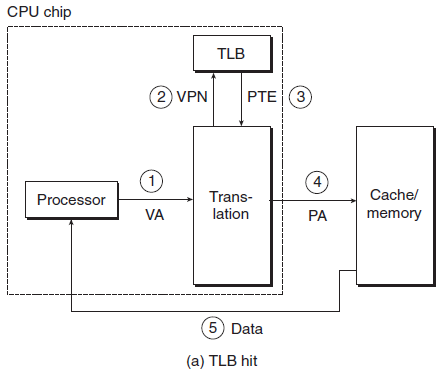 CPU chip
TLB
2 VPN
PTE 3
1
Processor
VA
Trans-
lation
4
PA
Cache/
memory
5 Data
(a) TLB hit